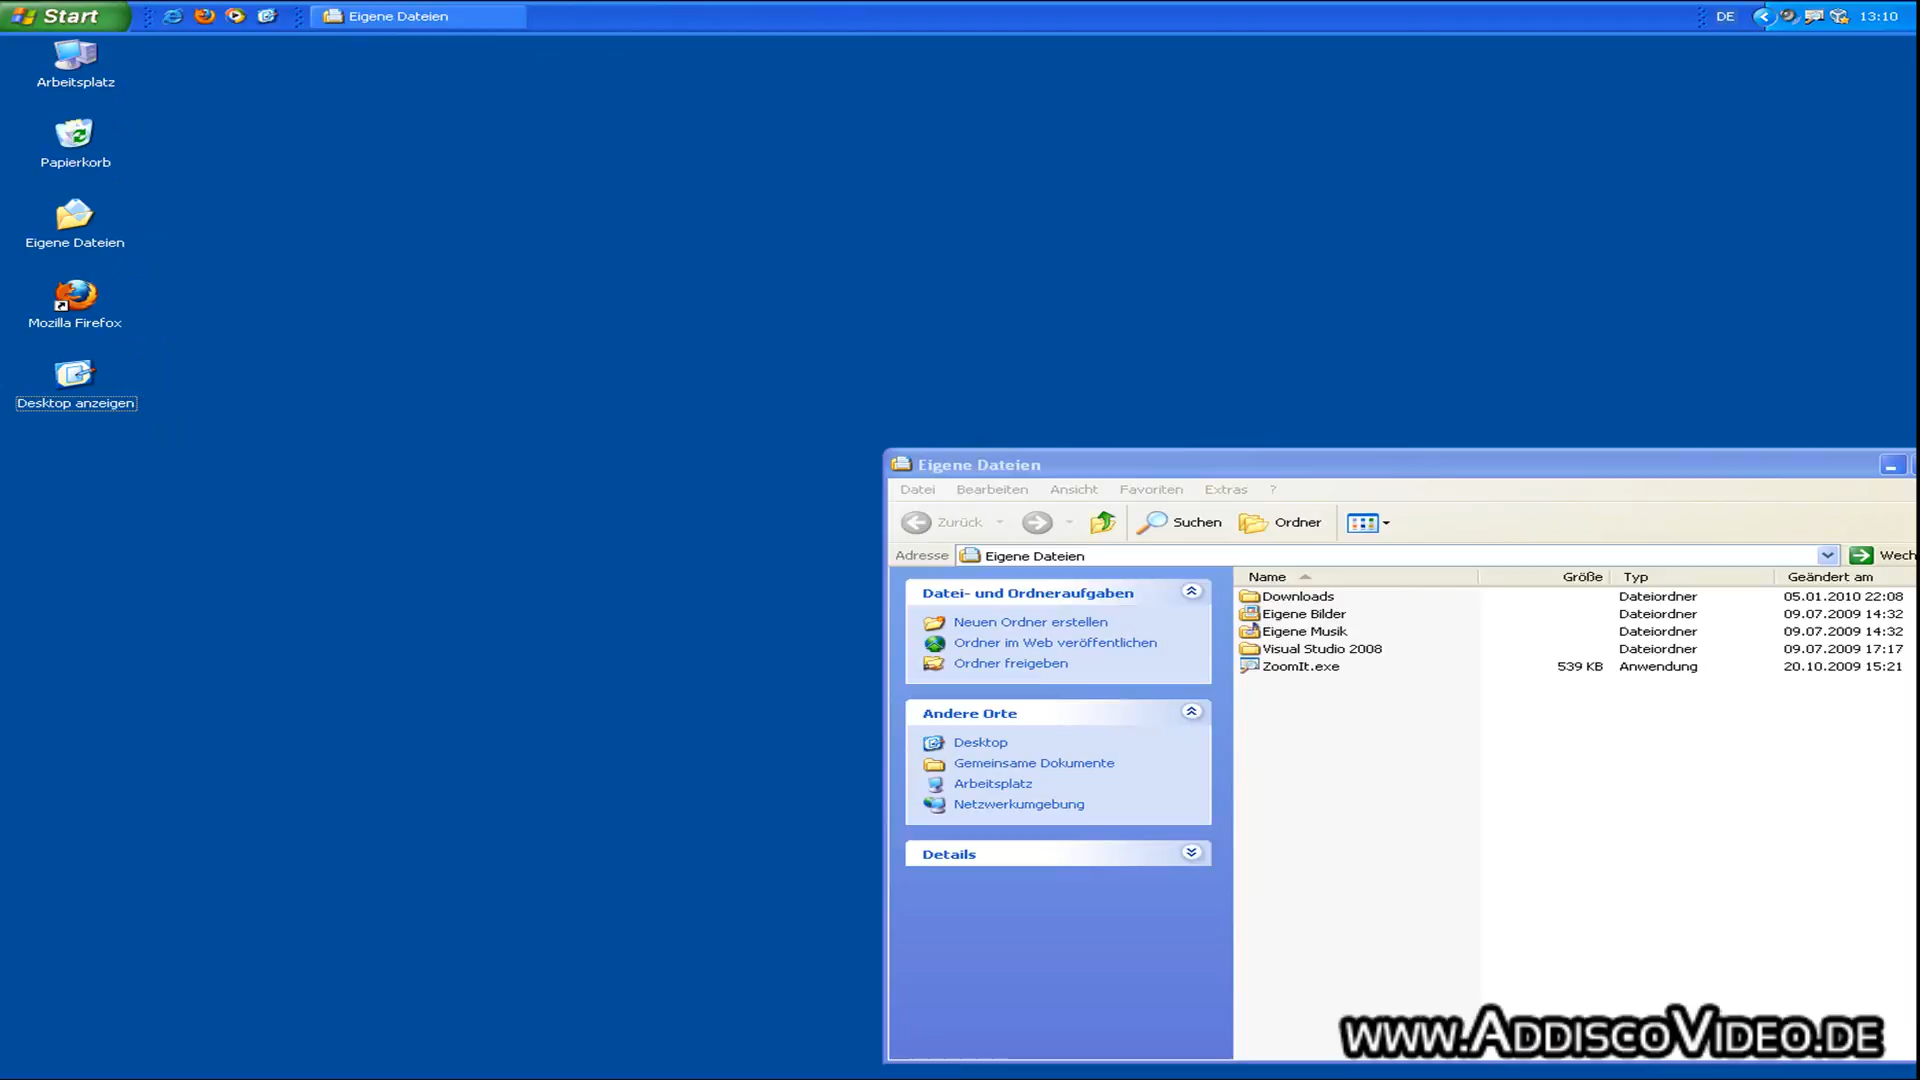 Start
Eigene Dateien
DE
13:10
Arbeitsplatz
Papierkorb
Eigene Dateien
Mozilla Firefox
Desktop anzeigen
Eigene Dateien
Datei Bearbeiten Ansicht Favoriten Extras ?
Zurück Suchen Ordner
Adresse Eigene Dateien Wech
Datei- und Ordneraufgaben
Neuen Ordner erstellen
Ordner im Web veröffentlichen
Ordner freigeben
Andere Orte
Desktop
Gemeinsame Dokumente
Arbeitsplatz
Netzwerkumgebung
Details
Name Größe Typ Geändert am
Downloads Dateiordner 05.01.2010 22:08
Eigene Bilder Dateiordner 09.07.2009 14:32
Eigene Musik Dateiordner 09.07.2009 14:32
Visual Studio 2008 Dateiordner 09.07.2009 17:17
ZoomIt.exe 539 KB Anwendung 20.10.2009 15:21
www.AddiscoVideo.de